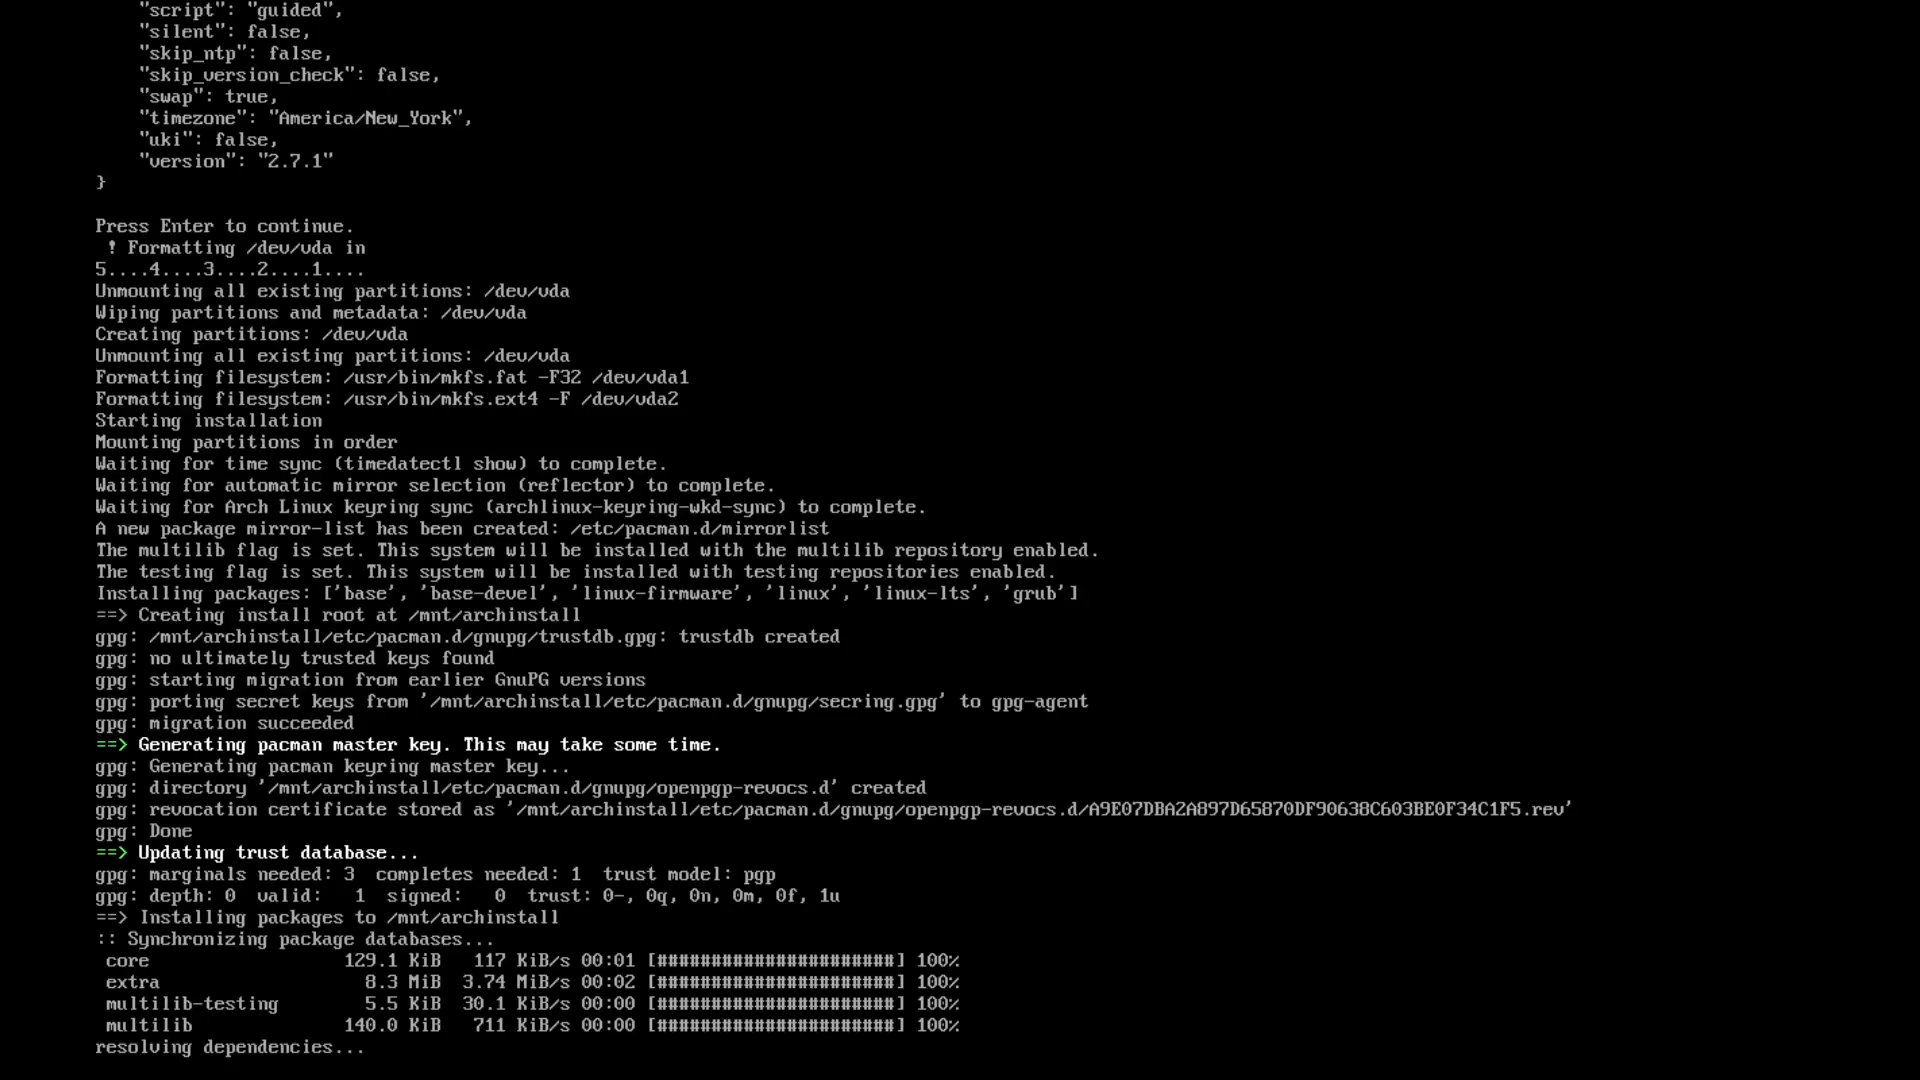 "script": "guided",
"silent": false,
"skip_ntp": false,
"skip_version_check": false,
"swap": true,
"timezone": "America/New_York",
"uki": false,
"version": "2.7.1"
}
Press Enter to continue.
! Formatting /dev/vda in
5....4....3....2....1....
Unmounting all existing partitions: /dev/vda
Wiping partitions and metadata: /dev/vda
Creating partitions: /dev/vda
Unmounting all existing partitions: /dev/vda
Formatting filesystem: /usr/bin/mkfs.fat -F32 /dev/vda1
Formatting filesystem: /usr/bin/mkfs.ext4 -F /dev/vda2
Starting installation
Mounting partitions in order
Waiting for time sync (timedatectl show) to complete.
Waiting for automatic mirror selection (reflector) to complete.
Waiting for Arch Linux keyring sync (archlinux-keyring-wkd-sync) to complete.
A new package mirror-list has been created: /etc/pacman.d/mirrorlist
The multilib flag is set. This system will be installed with the multilib repository enabled.
The testing flag is set. This system will be installed with testing repositories enabled.
Installing packages: ['base', 'base-devel', 'linux-firmware', 'linux', 'linux-lts', 'grub']
==> Creating install root at /mnt/archinstall
gpg: /mnt/archinstall/etc/pacman.d/gnupg/trustdb.gpg: trustdb created
gpg: no ultimately trusted keys found
gpg: starting migration from earlier GnuPG versions
gpg: porting secret keys from '/mnt/archinstall/etc/pacman.d/gnupg/secring.gpg' to gpg-agent
gpg: migration succeeded
==> Generating pacman master key. This may take some time.
gpg: Generating pacman keyring master key...
gpg: directory '/mnt/archinstall/etc/pacman.d/gnupg/openpgp-revocs.d' created
gpg: revocation certificate stored as '/mnt/archinstall/etc/pacman.d/gnupg/openpgp-revocs.d/A9E07DBA2A897D65870DF90638C603BE0F34C1F5.rev'
gpg: Done
==> Updating trust database...
gpg: marginals needed: 3  completes needed: 1  trust model: pgp
gpg: depth: 0  valid:   1  signed:   0  trust: 0-, 0q, 0n, 0m, 0f, 1u
==> Installing packages to /mnt/archinstall
:: Synchronizing package databases...
core 129.1 KiB 117 KiB/s 00:01 [######################] 100%
extra 8.3 MiB 3.74 MiB/s 00:02 [######################] 100%
multilib-testing 5.5 KiB 30.1 KiB/s 00:00 [######################] 100%
multilib 140.0 KiB 711 KiB/s 00:00 [######################] 100%
resolving dependencies...